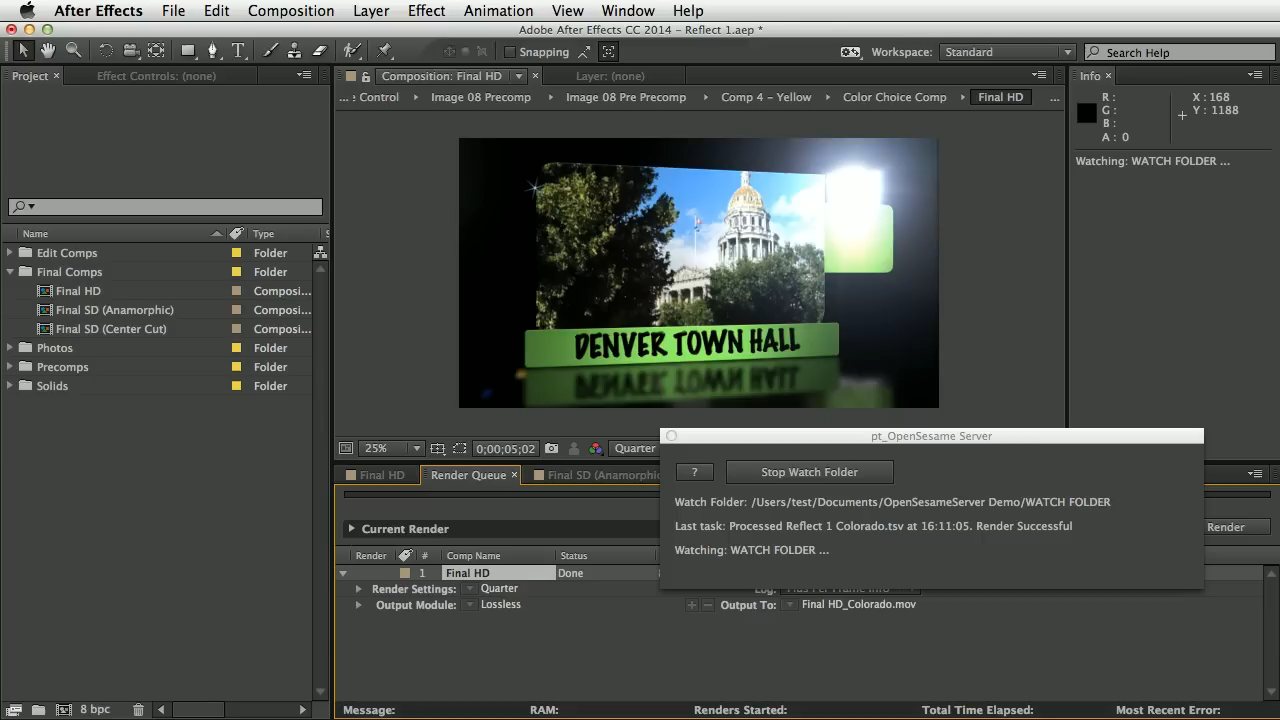 After Effects File Edit Composition Layer Effect Animation View Window Help
Adobe After Effects CC 2014 - Reflect 1.aep *
T Snapping Workspace: Standard Search Help
Project × Effect Controls: (none) Composition: Final HD × Layer: (none) Info ×
... e Control Image 08 Precomp Image 08 Pre Precomp Comp 4 - Yellow Color Choice Comp Final HD ...
R : X : 168
G : Y : 1188
B :
A : 0
Watching: WATCH FOLDER ...
Name Type S
Edit Comps Folder
Final Comps Folder
Final HD Composi...
Final SD (Anamorphic) Composi...
Final SD (Center Cut) Composi...
Photos Folder
Precomps Folder
Solids Folder
DENVER TOWN HALL
25% 0;00;05;02 Quarter
pt_OpenSesame Server
? Stop Watch Folder
Watch Folder: /Users/test/Documents/OpenSesameServer Demo/WATCH FOLDER
Last task: Processed Reflect 1 Colorado.tsv at 16:11:05. Render Successful
Watching: WATCH FOLDER ...
Final HD Render Queue × Final SD (Anamorphic
Current Render Render
Render # Comp Name Status
1 Final HD Done
Render Settings: Quarter
Output Module: Lossless + − Output To: Final HD_Colorado.mov
8 bpc
Message: RAM: Renders Started: Total Time Elapsed: Most Recent Error: